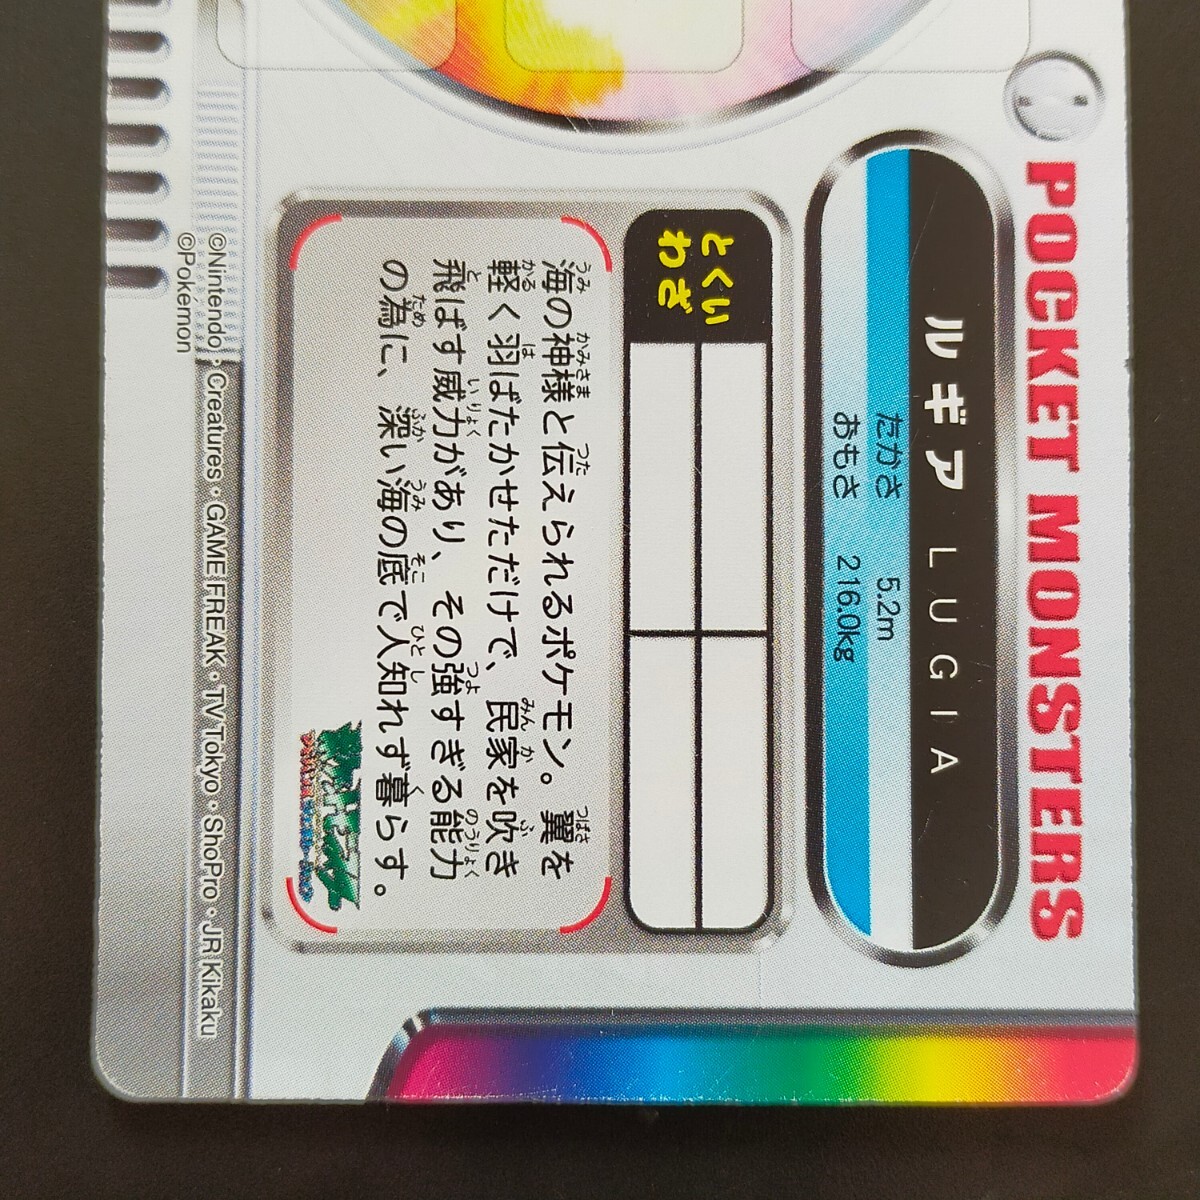 POCKET MONSTERS
ルギア LUGIA
たかさ 5.2m
おもさ 216.0kg
とくい
わざ
海の神様と伝えられるポケモン。翼を
軽く羽ばたかせただけで、民家を吹き
飛ばす威力があり、その強すぎる能力
の為に、深い海の底で人知れず暮らす。
©Nintendo・Creatures・GAME FREAK・TV Tokyo・ShoPro・JR Kikaku
©Pokémon